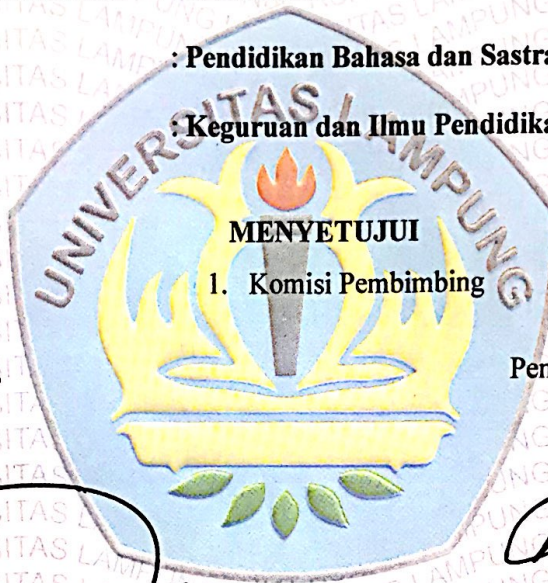 : Pendidikan Bahasa dan Sastra
: Keguruan dan Ilmu Pendidika
UNIVERSITAS LAMPUNG
MENYETUJUI
1. Komisi Pembimbing
Pem